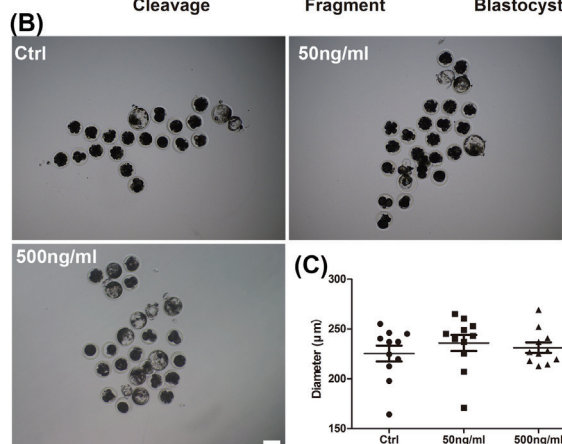 Cleavage Fragment Blastocyst
(B)
Ctrl
50ng/ml
500ng/ml
(C)
Diameter (μm)
300
250
200
150
Ctrl 50ng/ml 500ng/ml